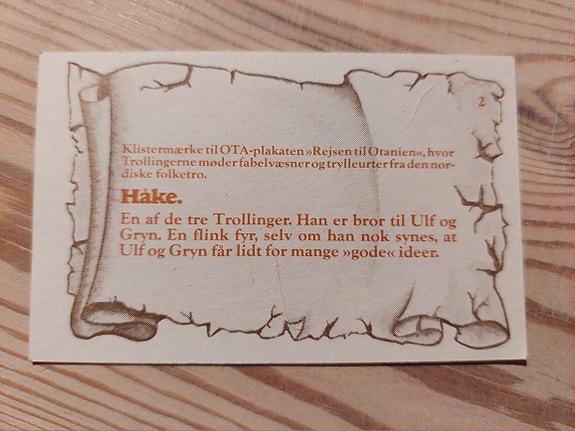 2
Klistermærke til OTA-plakaten »Rejsen til Otanien«, hvor
Trollingerne møder fabelvæsner og trylleurter fra den nor-
diske folketro.
Håke.
En af de tre Trollinger. Han er bror til Ulf og
Gryn. En flink fyr, selv om han nok synes, at
Ulf og Gryn får lidt for mange »gode« ideer.